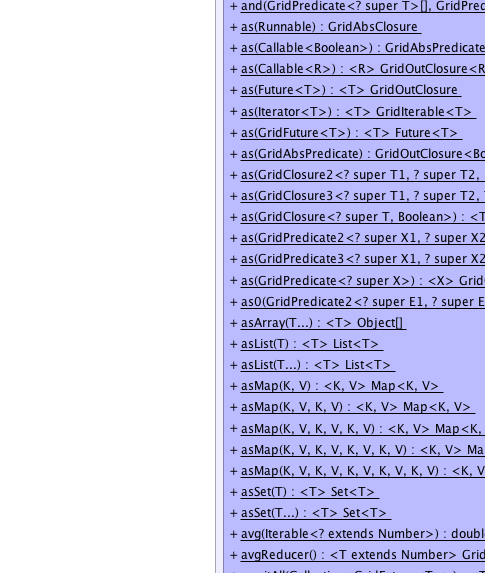 + and(GridPredicate<? super T>[], GridPred
+ as(Runnable) : GridAbsClosure
+ as(Callable<Boolean>) : GridAbsPredicate
+ as(Callable<R>) : <R> GridOutClosure<R
+ as(Future<T>) : <T> GridOutClosure
+ as(Iterator<T>) : <T> GridIterable<T>
+ as(GridFuture<T>) : <T> Future<T>
+ as(GridAbsPredicate) : GridOutClosure<Bo
+ as(GridClosure2<? super T1, ? super T2,
+ as(GridClosure3<? super T1, ? super T2,
+ as(GridClosure<? super T, Boolean>) : <T
+ as(GridPredicate2<? super X1, ? super X2
+ as(GridPredicate3<? super X1, ? super X2
+ as(GridPredicate<? super X>) : <X> Grid
+ as0(GridPredicate2<? super E1, ? super E
+ asArray(T...) : <T> Object[]
+ asList(T) : <T> List<T>
+ asList(T...) : <T> List<T>
+ asMap(K, V) : <K, V> Map<K, V>
+ asMap(K, V, K, V) : <K, V> Map<K, V>
+ asMap(K, V, K, V, K, V) : <K, V> Map<K,
+ asMap(K, V, K, V, K, V, K, V) : <K, V> Ma
+ asMap(K, V, K, V, K, V, K, V, K, V) : <K, V
+ asSet(T) : <T> Set<T>
+ asSet(T...) : <T> Set<T>
+ avg(Iterable<? extends Number>) : doubl
+ avgReducer() : <T extends Number> Grid